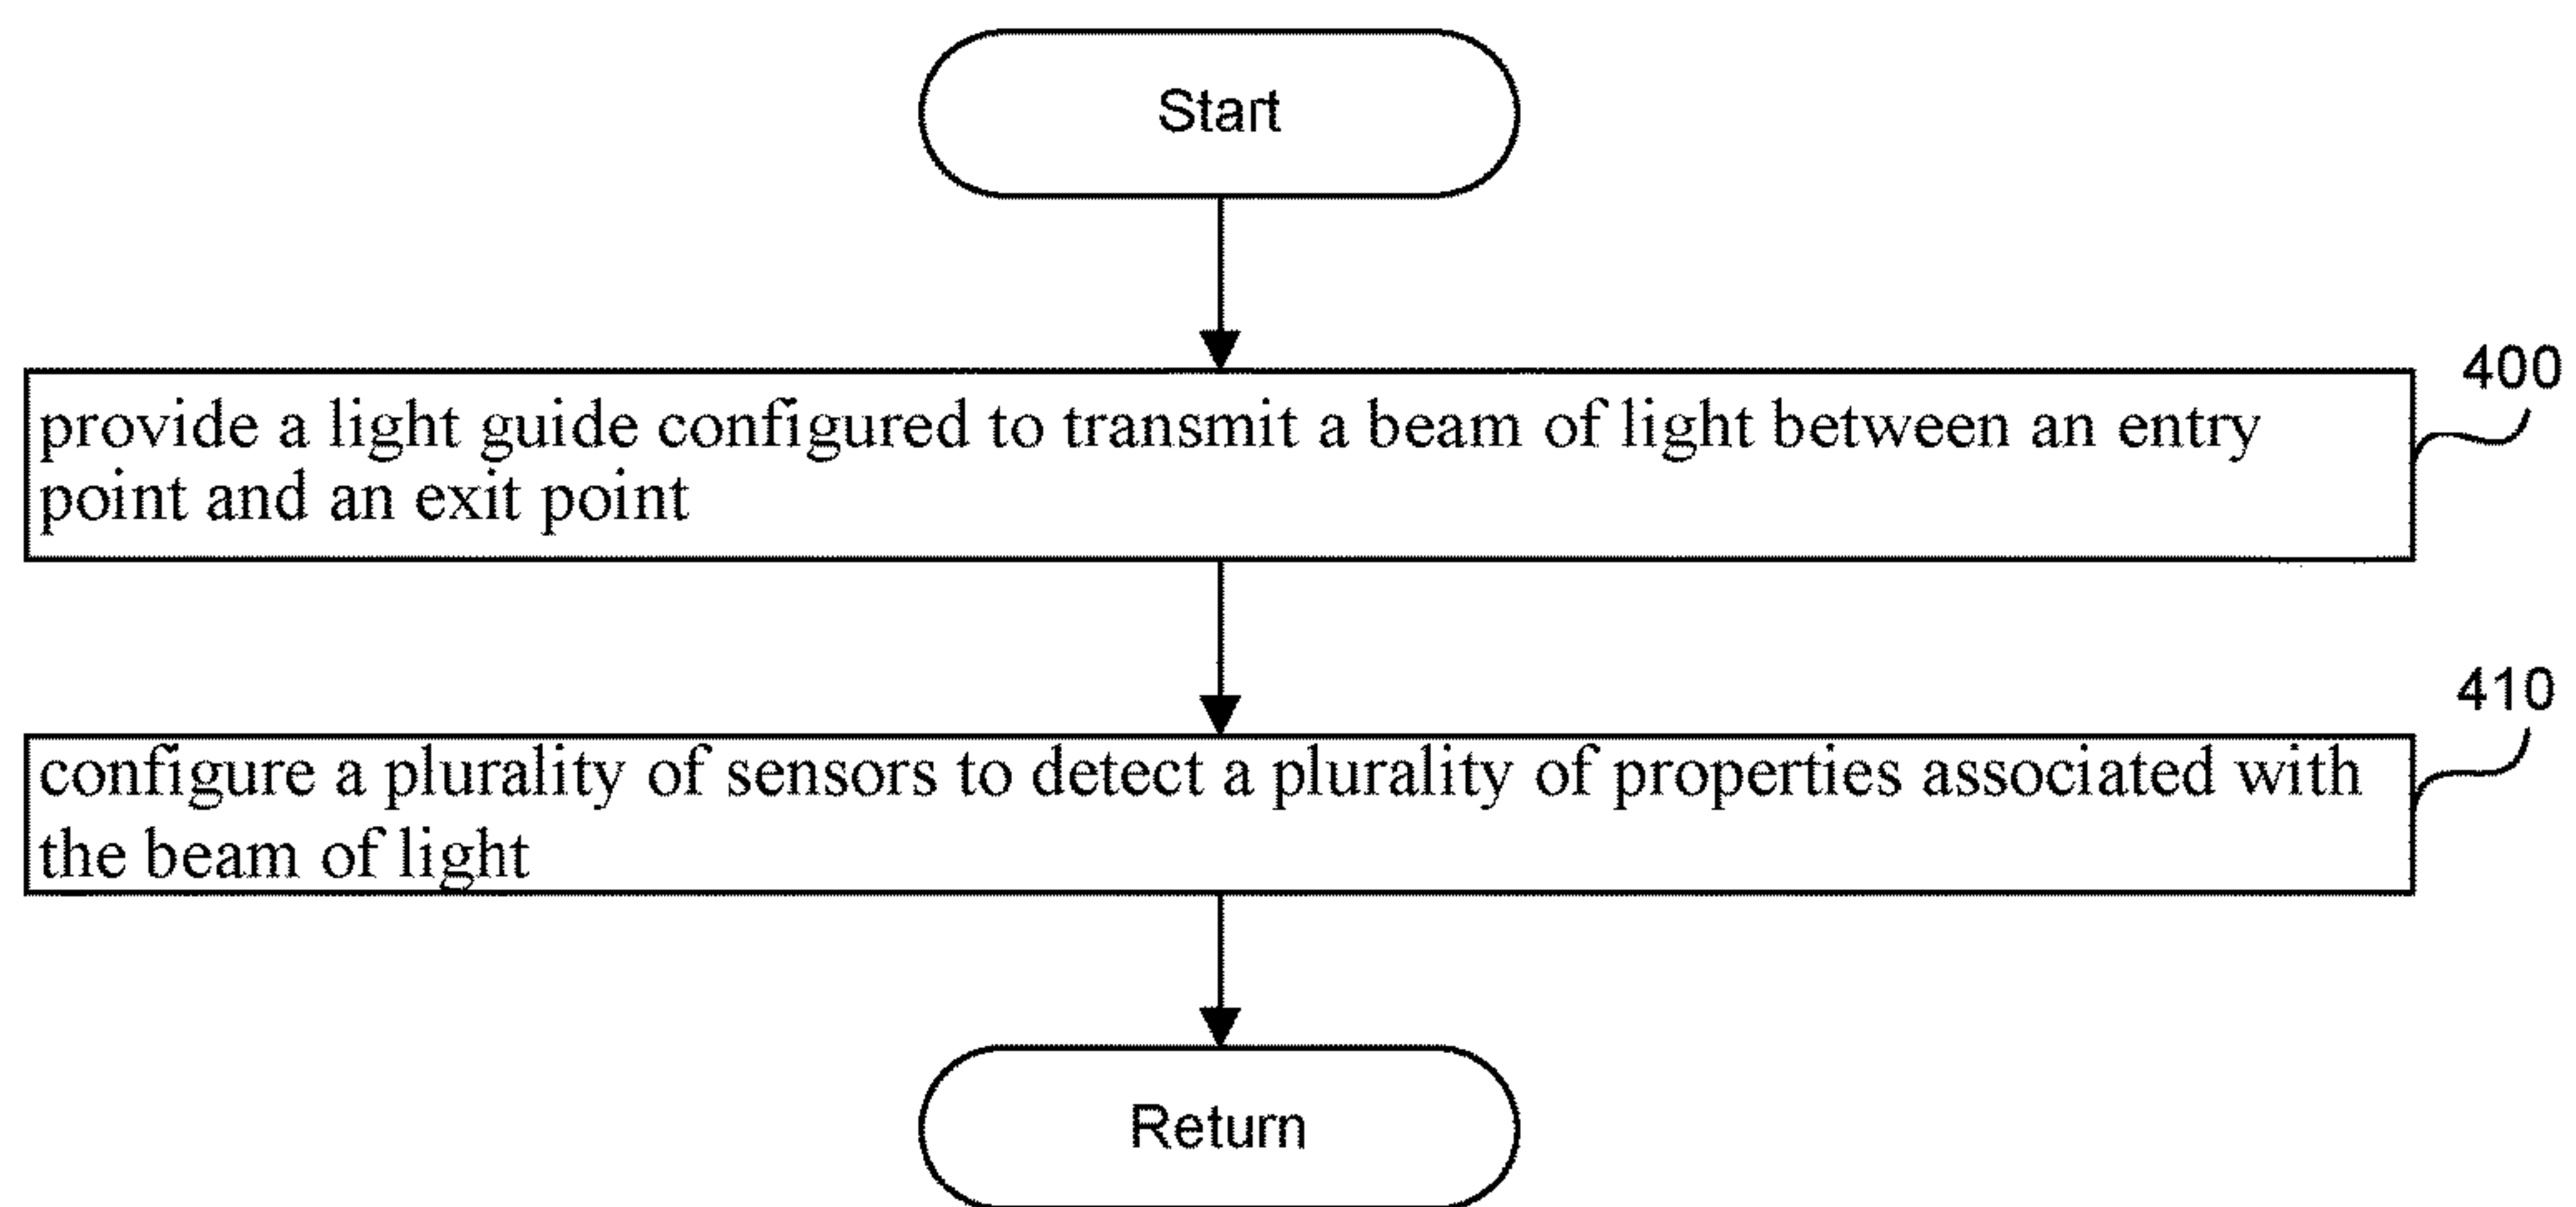 Start
400
provide a light guide configured to transmit a beam of light between an entry
point and an exit point
410
configure a plurality of sensors to detect a plurality of properties associated with
the beam of light
Return